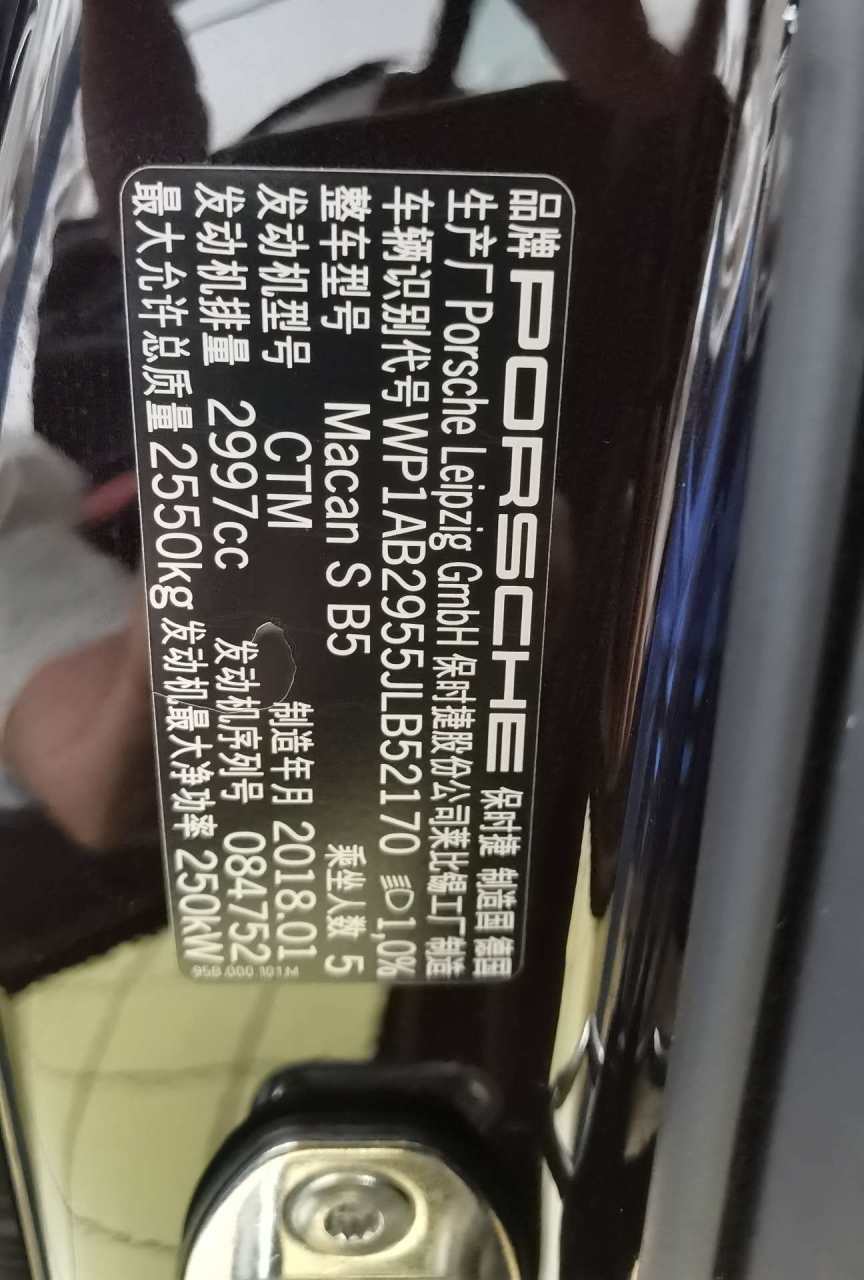 品牌 PORSCHE 保时捷 制造国 德国
生产厂 Porsche Leipzig GmbH 保时捷股份公司莱比锡工厂制造
车辆识别代号 WP1AB2955JLB52170 1,0%
整车型号 Macan S B5 乘坐人数 5
发动机型号 CTM 制造年月 2018.01
发动机排量 2997cc 发动机序列号 084752
最大允许总质量 2550kg 发动机最大净功率 250kW
95B.000.101.M